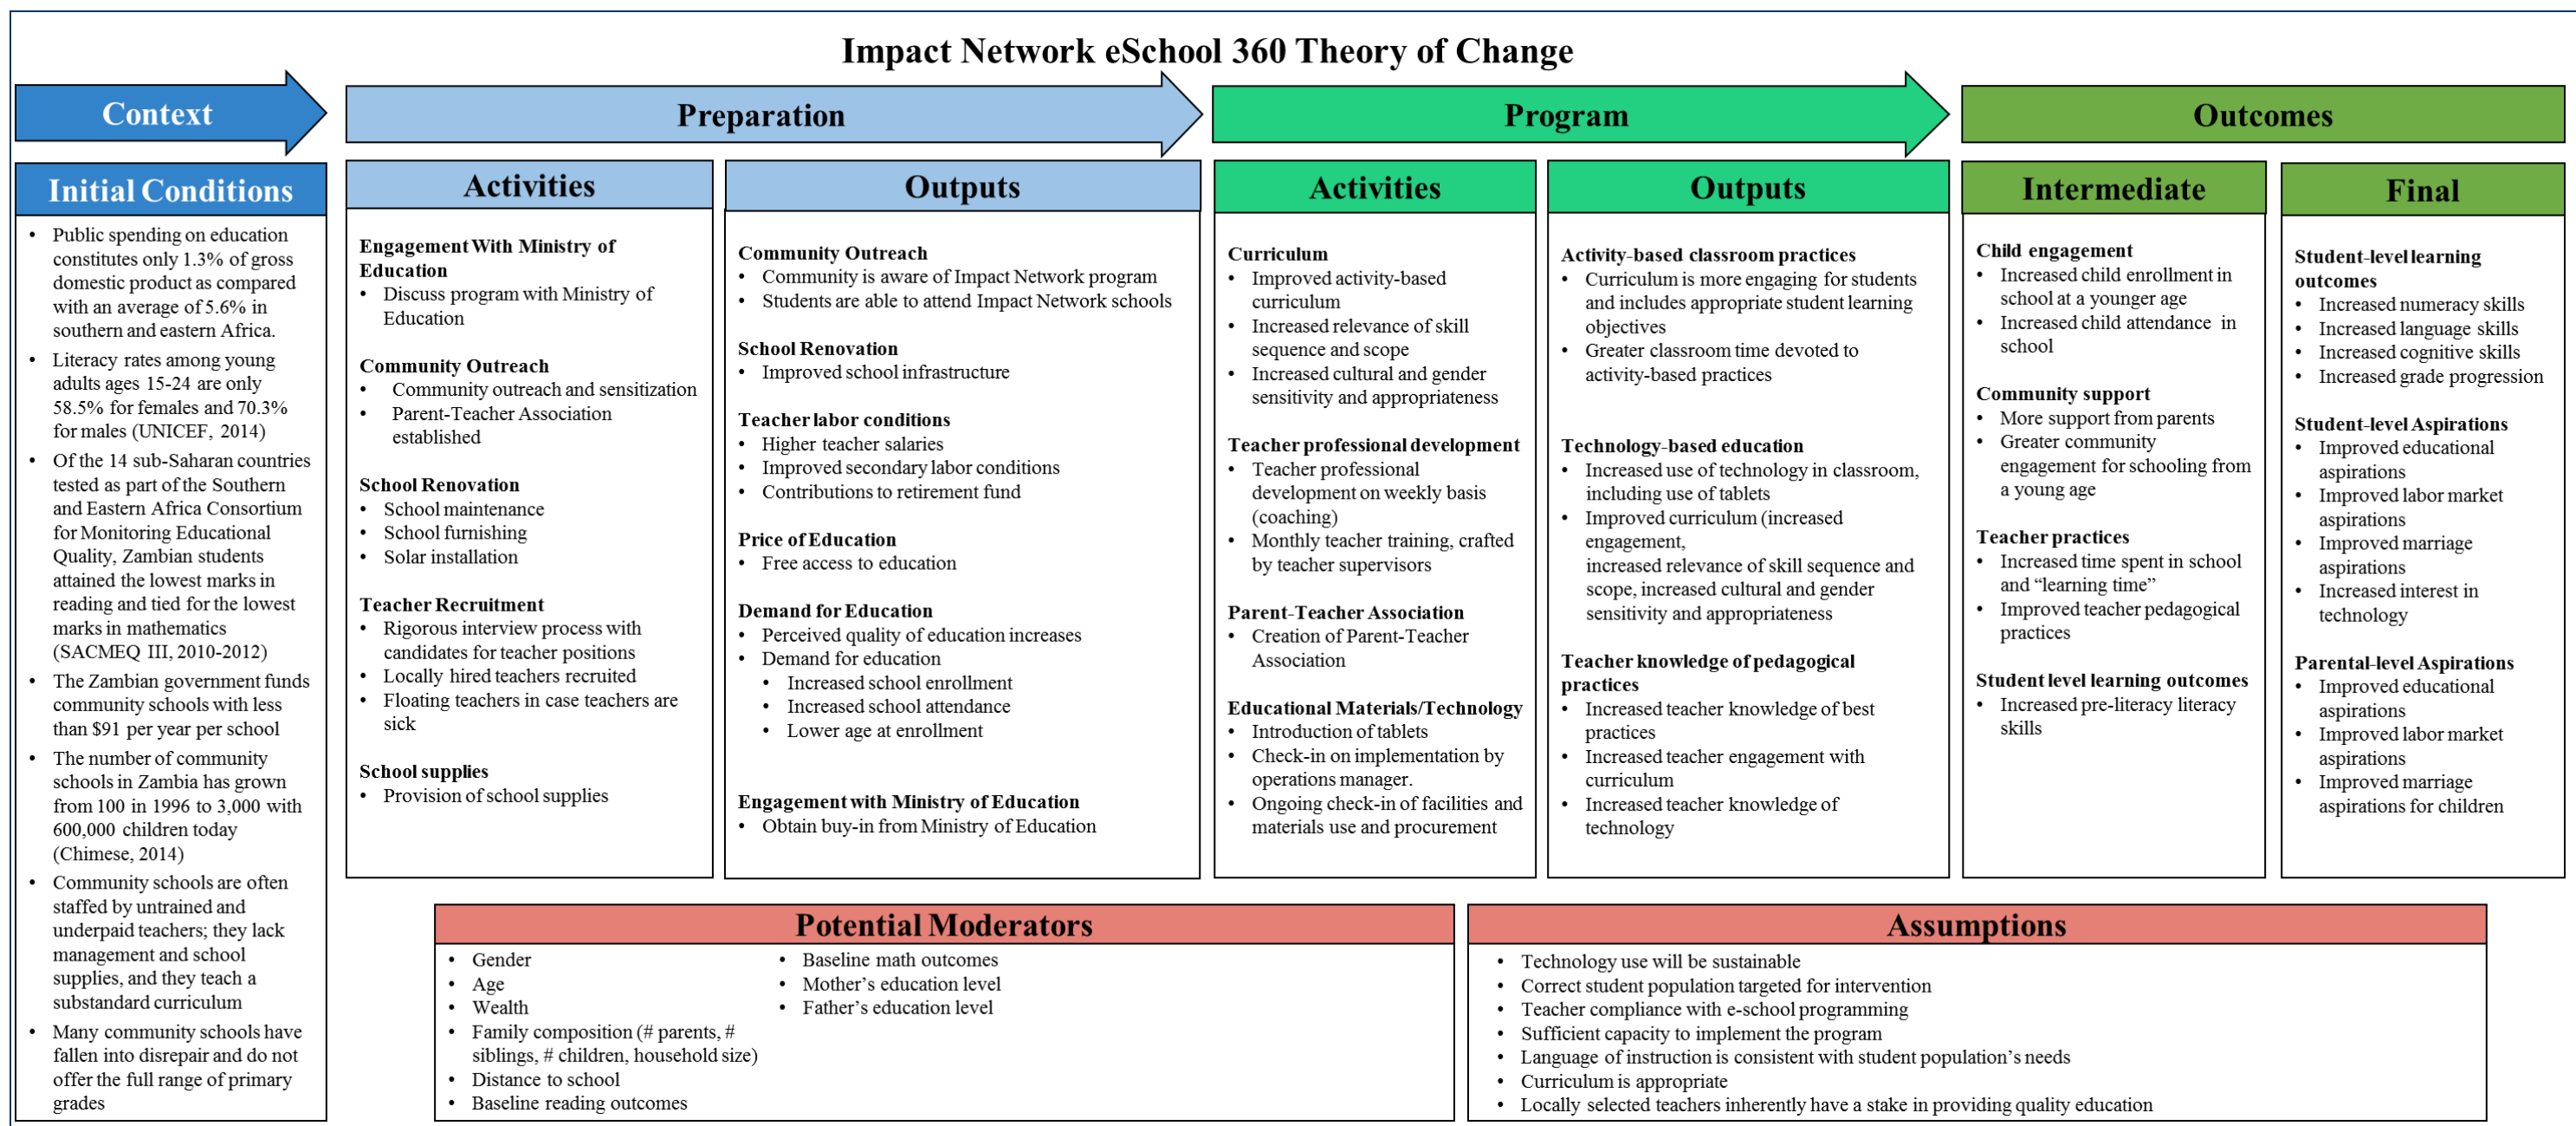 Impact Network eSchool 360 Theory of Change
Context
Preparation
Program
Outcomes
Initial Conditions
• Public spending on education
constitutes only 1.3% of gross
domestic product as compared
with an average of 5.6% in
southern and eastern Africa.
• Literacy rates among young
adults ages 15-24 are only
58.5% for females and 70.3%
for males (UNICEF, 2014)
• Of the 14 sub-Saharan countries
tested as part of the Southern
and Eastern Africa Consortium
for Monitoring Educational
Quality, Zambian students
attained the lowest marks in
reading and tied for the lowest
marks in mathematics
(SACMEQ III, 2010-2012)
• The Zambian government funds
community schools with less
than $91 per year per school
• The number of community
schools in Zambia has grown
from 100 in 1996 to 3,000 with
600,000 children today
(Chimese, 2014)
• Community schools are often
staffed by untrained and
underpaid teachers; they lack
management and school
supplies, and they teach a
substandard curriculum
• Many community schools have
fallen into disrepair and do not
offer the full range of primary
grades
Activities
Engagement With Ministry of
Education
• Discuss program with Ministry of
Education
Community Outreach
• Community outreach and sensitization
• Parent-Teacher Association
established
School Renovation
• School maintenance
• School furnishing
• Solar installation
Teacher Recruitment
• Rigorous interview process with
candidates for teacher positions
• Locally hired teachers recruited
• Floating teachers in case teachers are
sick
School supplies
• Provision of school supplies
Outputs
Community Outreach
• Community is aware of Impact Network program
• Students are able to attend Impact Network schools
School Renovation
• Improved school infrastructure
Teacher labor conditions
• Higher teacher salaries
• Improved secondary labor conditions
• Contributions to retirement fund
Price of Education
• Free access to education
Demand for Education
• Perceived quality of education increases
• Demand for education
• Increased school enrollment
• Increased school attendance
• Lower age at enrollment
Engagement with Ministry of Education
• Obtain buy-in from Ministry of Education
Activities
Curriculum
• Improved activity-based
curriculum
• Increased relevance of skill
sequence and scope
• Increased cultural and gender
sensitivity and appropriateness
Teacher professional development
• Teacher professional
development on weekly basis
(coaching)
• Monthly teacher training, crafted
by teacher supervisors
Parent-Teacher Association
• Creation of Parent-Teacher
Association
Educational Materials/Technology
• Introduction of tablets
• Check-in on implementation by
operations manager.
• Ongoing check-in of facilities and
materials use and procurement
Outputs
Activity-based classroom practices
• Curriculum is more engaging for students
and includes appropriate student learning
objectives
• Greater classroom time devoted to
activity-based practices
Technology-based education
• Increased use of technology in classroom,
including use of tablets
• Improved curriculum (increased
engagement,
increased relevance of skill sequence and
scope, increased cultural and gender
sensitivity and appropriateness
Teacher knowledge of pedagogical
practices
• Increased teacher knowledge of best
practices
• Increased teacher engagement with
curriculum
• Increased teacher knowledge of
technology
Intermediate
Child engagement
• Increased child enrollment in
school at a younger age
• Increased child attendance in
school
Community support
• More support from parents
• Greater community
engagement for schooling from
a young age
Teacher practices
• Increased time spent in school
and “learning time”
• Improved teacher pedagogical
practices
Student level learning outcomes
• Increased pre-literacy literacy
skills
Final
Student-level learning
outcomes
• Increased numeracy skills
• Increased language skills
• Increased cognitive skills
• Increased grade progression
Student-level Aspirations
• Improved educational
aspirations
• Improved labor market
aspirations
• Improved marriage
aspirations
• Increased interest in
technology
Parental-level Aspirations
• Improved educational
aspirations
• Improved labor market
aspirations
• Improved marriage
aspirations for children
Potential Moderators
• Gender
• Age
• Wealth
• Family composition (# parents, #
siblings, # children, household size)
• Distance to school
• Baseline reading outcomes
• Baseline math outcomes
• Mother’s education level
• Father’s education level
Assumptions
• Technology use will be sustainable
• Correct student population targeted for intervention
• Teacher compliance with e-school programming
• Sufficient capacity to implement the program
• Language of instruction is consistent with student population’s needs
• Curriculum is appropriate
• Locally selected teachers inherently have a stake in providing quality education